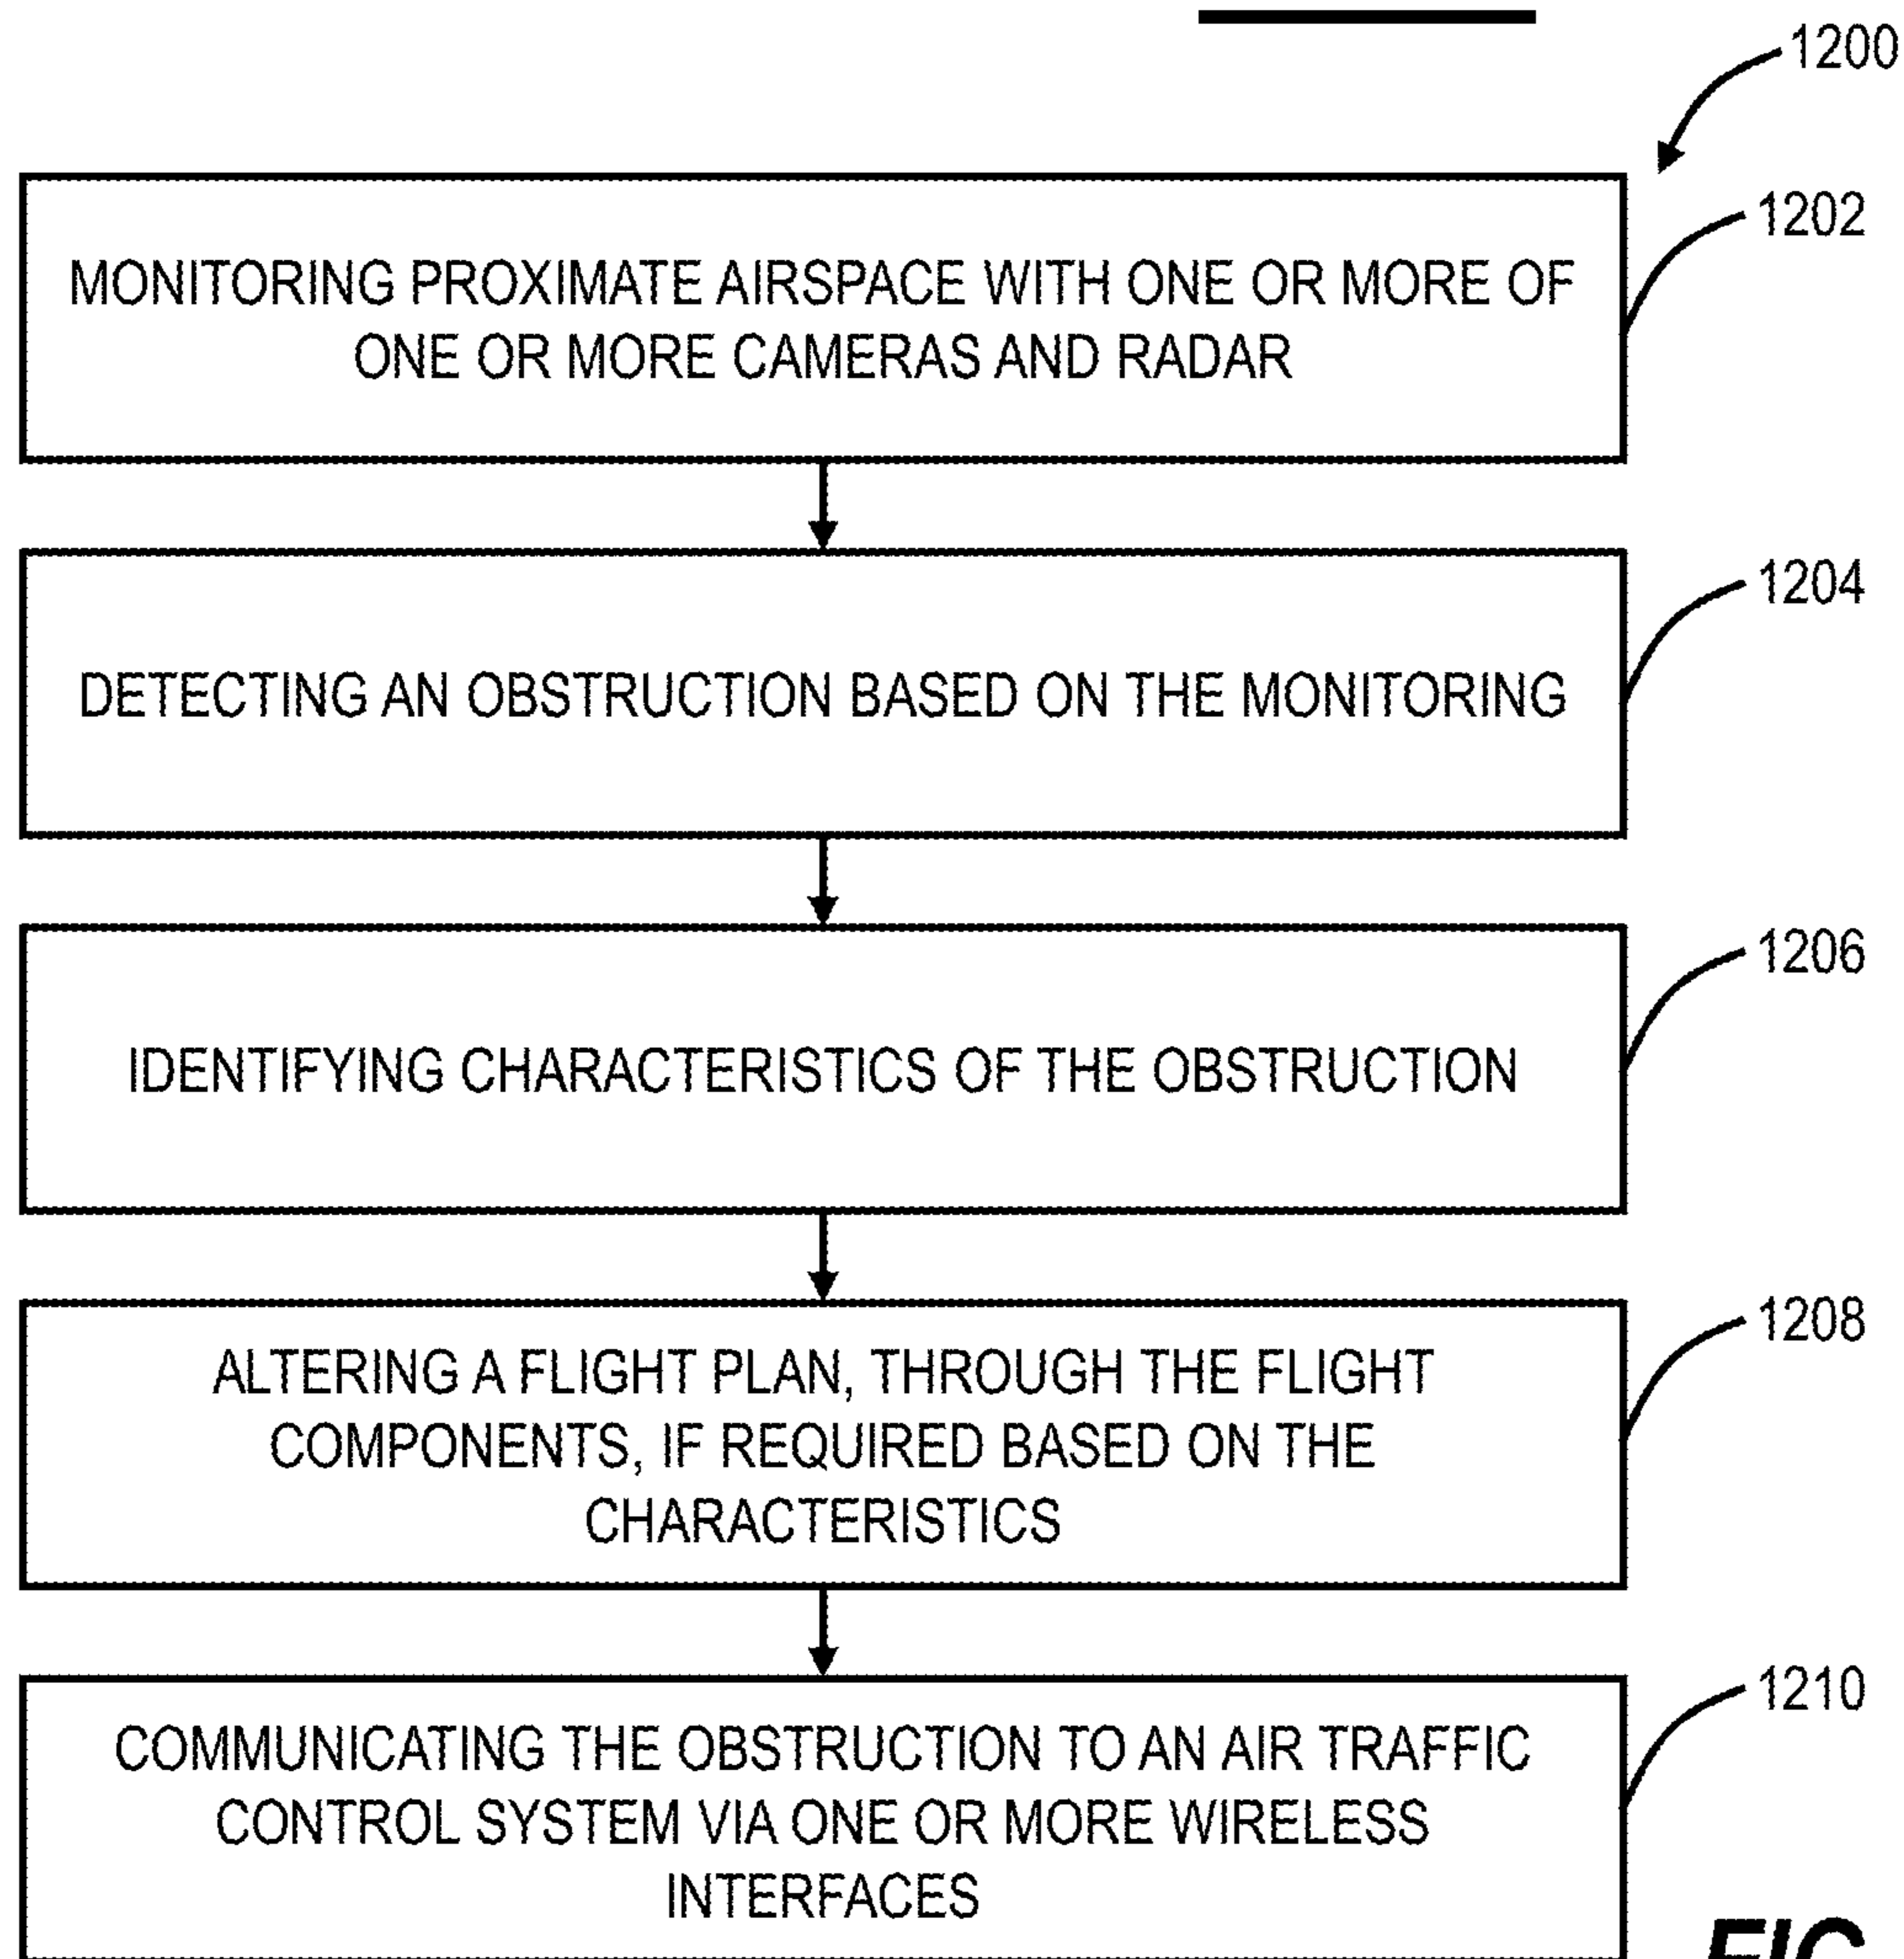 1200
1202
MONITORING PROXIMATE AIRSPACE WITH ONE OR MORE OF
ONE OR MORE CAMERAS AND RADAR
1204
DETECTING AN OBSTRUCTION BASED ON THE MONITORING
1206
IDENTIFYING CHARACTERISTICS OF THE OBSTRUCTION
1208
ALTERING A FLIGHT PLAN, THROUGH THE FLIGHT
COMPONENTS, IF REQUIRED BASED ON THE
CHARACTERISTICS
1210
COMMUNICATING THE OBSTRUCTION TO AN AIR TRAFFIC
CONTROL SYSTEM VIA ONE OR MORE WIRELESS
INTERFACES